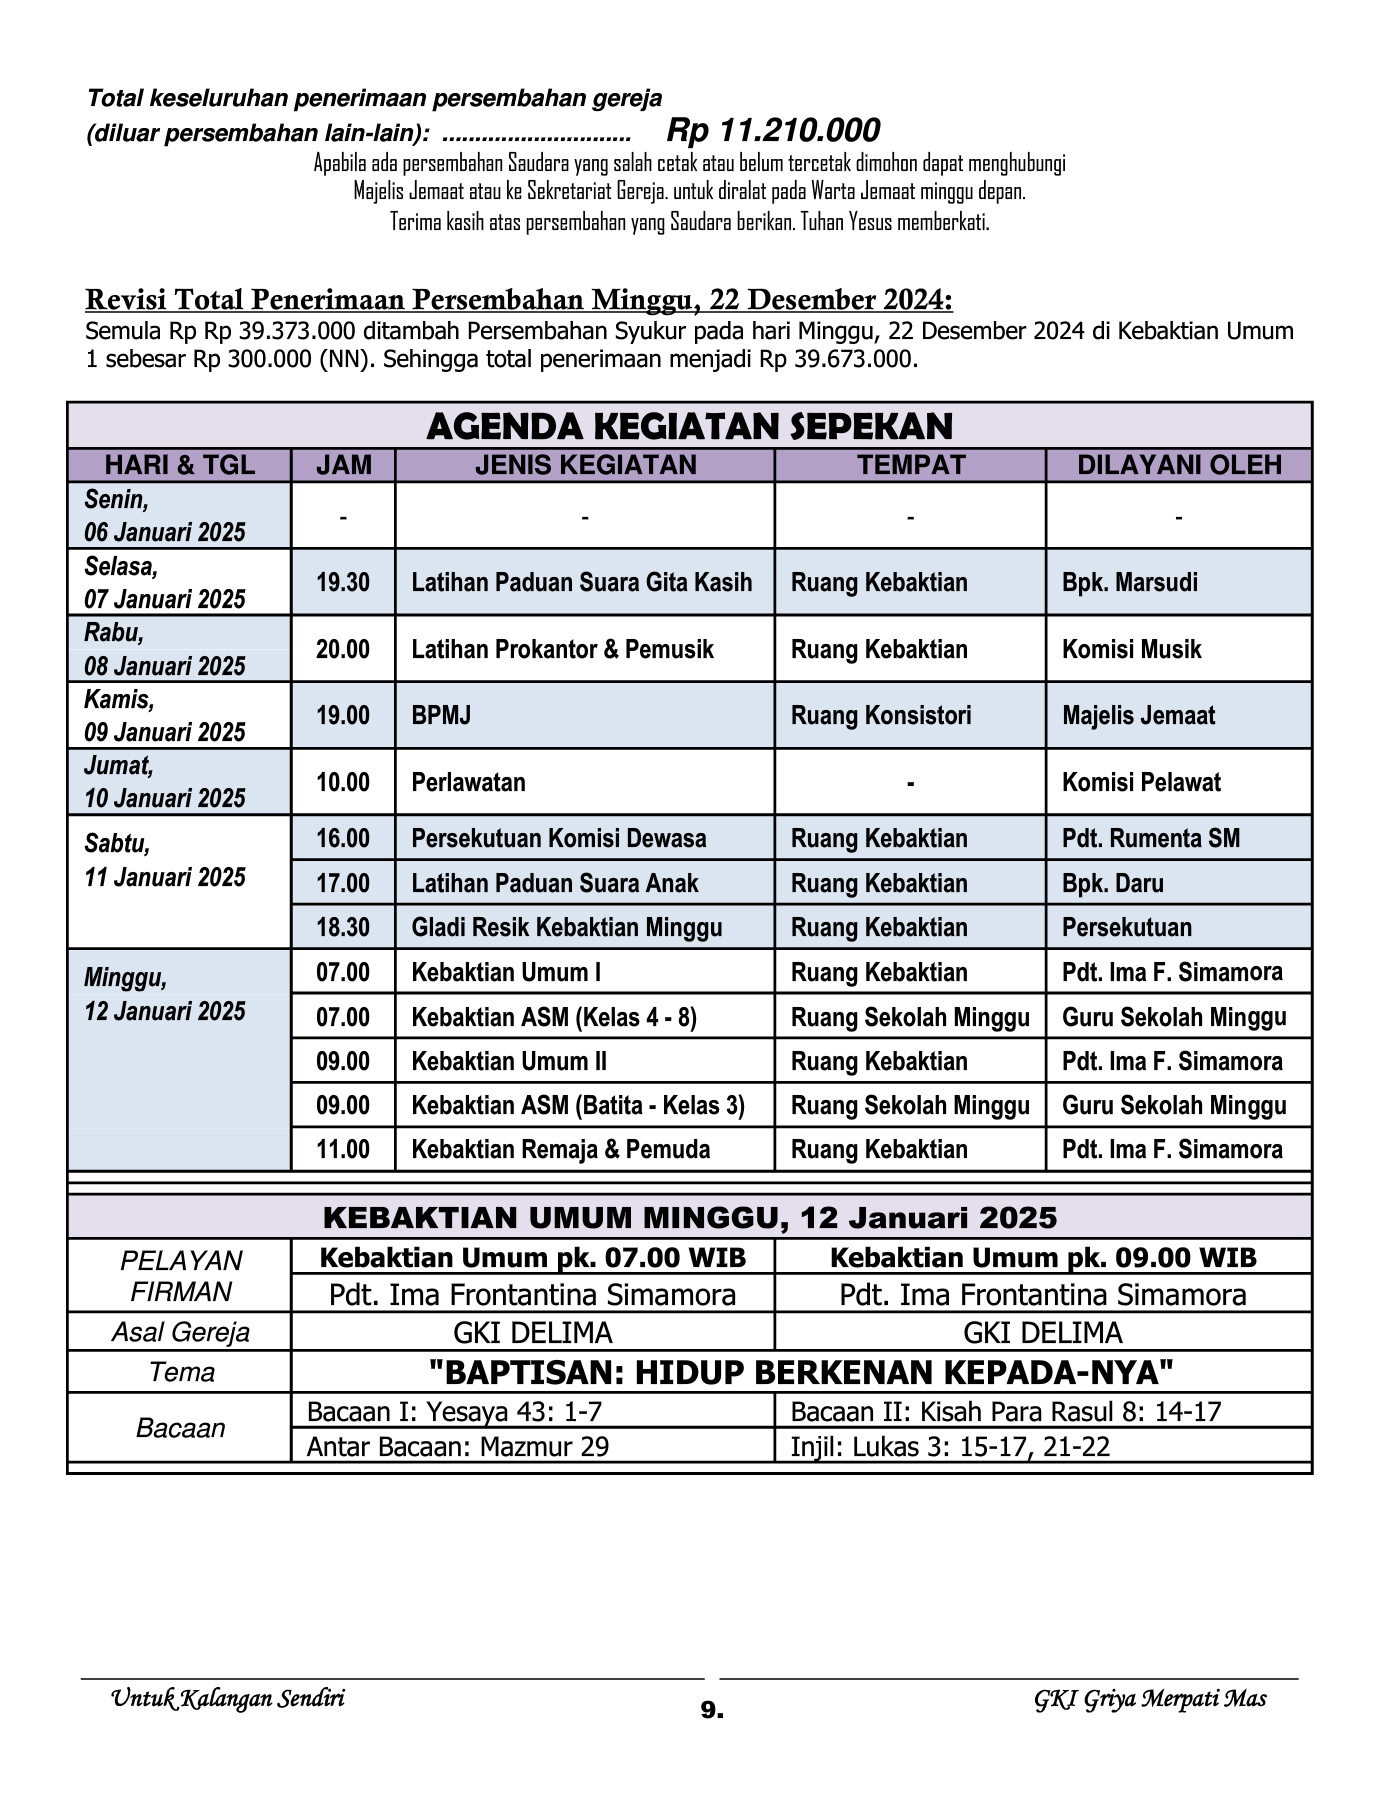 Total keseluruhan penerimaan persembahan gereja
(diluar persembahan lain-lain): ............................. Rp 11.210.000
Apabila ada persembahan Saudara yang salah cetak atau belum tercetak dimohon dapat menghubungi
Majelis Jemaat atau ke Sekretariat Gereja. untuk diralat pada Warta Jemaat minggu depan.
Terima kasih atas persembahan yang Saudara berikan. Tuhan Yesus memberkati.
Revisi Total Penerimaan Persembahan Minggu, 22 Desember 2024:
Semula Rp Rp 39.373.000 ditambah Persembahan Syukur pada hari Minggu, 22 Desember 2024 di Kebaktian Umum
1 sebesar Rp 300.000 (NN). Sehingga total penerimaan menjadi Rp 39.673.000.
AGENDA KEGIATAN SEPEKAN
HARI & TGL JAM JENIS KEGIATAN TEMPAT DILAYANI OLEH
Senin,
06 Januari 2025 - - - -
Selasa,
07 Januari 2025 19.30 Latihan Paduan Suara Gita Kasih Ruang Kebaktian Bpk. Marsudi
Rabu,
08 Januari 2025 20.00 Latihan Prokantor & Pemusik Ruang Kebaktian Komisi Musik
Kamis,
09 Januari 2025 19.00 BPMJ Ruang Konsistori Majelis Jemaat
Jumat,
10 Januari 2025 10.00 Perlawatan - Komisi Pelawat
Sabtu,
11 Januari 2025
16.00 Persekutuan Komisi Dewasa Ruang Kebaktian Pdt. Rumenta SM
17.00 Latihan Paduan Suara Anak Ruang Kebaktian Bpk. Daru
18.30 Gladi Resik Kebaktian Minggu Ruang Kebaktian Persekutuan
Minggu,
12 Januari 2025
07.00 Kebaktian Umum I Ruang Kebaktian Pdt. Ima F. Simamora
07.00 Kebaktian ASM (Kelas 4 - 8) Ruang Sekolah Minggu Guru Sekolah Minggu
09.00 Kebaktian Umum II Ruang Kebaktian Pdt. Ima F. Simamora
09.00 Kebaktian ASM (Batita - Kelas 3) Ruang Sekolah Minggu Guru Sekolah Minggu
11.00 Kebaktian Remaja & Pemuda Ruang Kebaktian Pdt. Ima F. Simamora
KEBAKTIAN UMUM MINGGU, 12 Januari 2025
PELAYAN
FIRMAN
Kebaktian Umum pk. 07.00 WIB Kebaktian Umum pk. 09.00 WIB
Pdt. Ima Frontantina Simamora Pdt. Ima Frontantina Simamora
Asal Gereja GKI DELIMA GKI DELIMA
Tema "BAPTISAN: HIDUP BERKENAN KEPADA-NYA"
Bacaan
Bacaan I: Yesaya 43: 1-7 Bacaan II: Kisah Para Rasul 8: 14-17
Antar Bacaan: Mazmur 29 Injil: Lukas 3: 15-17, 21-22
Untuk Kalangan Sendiri 9. GKI Griya Merpati Mas